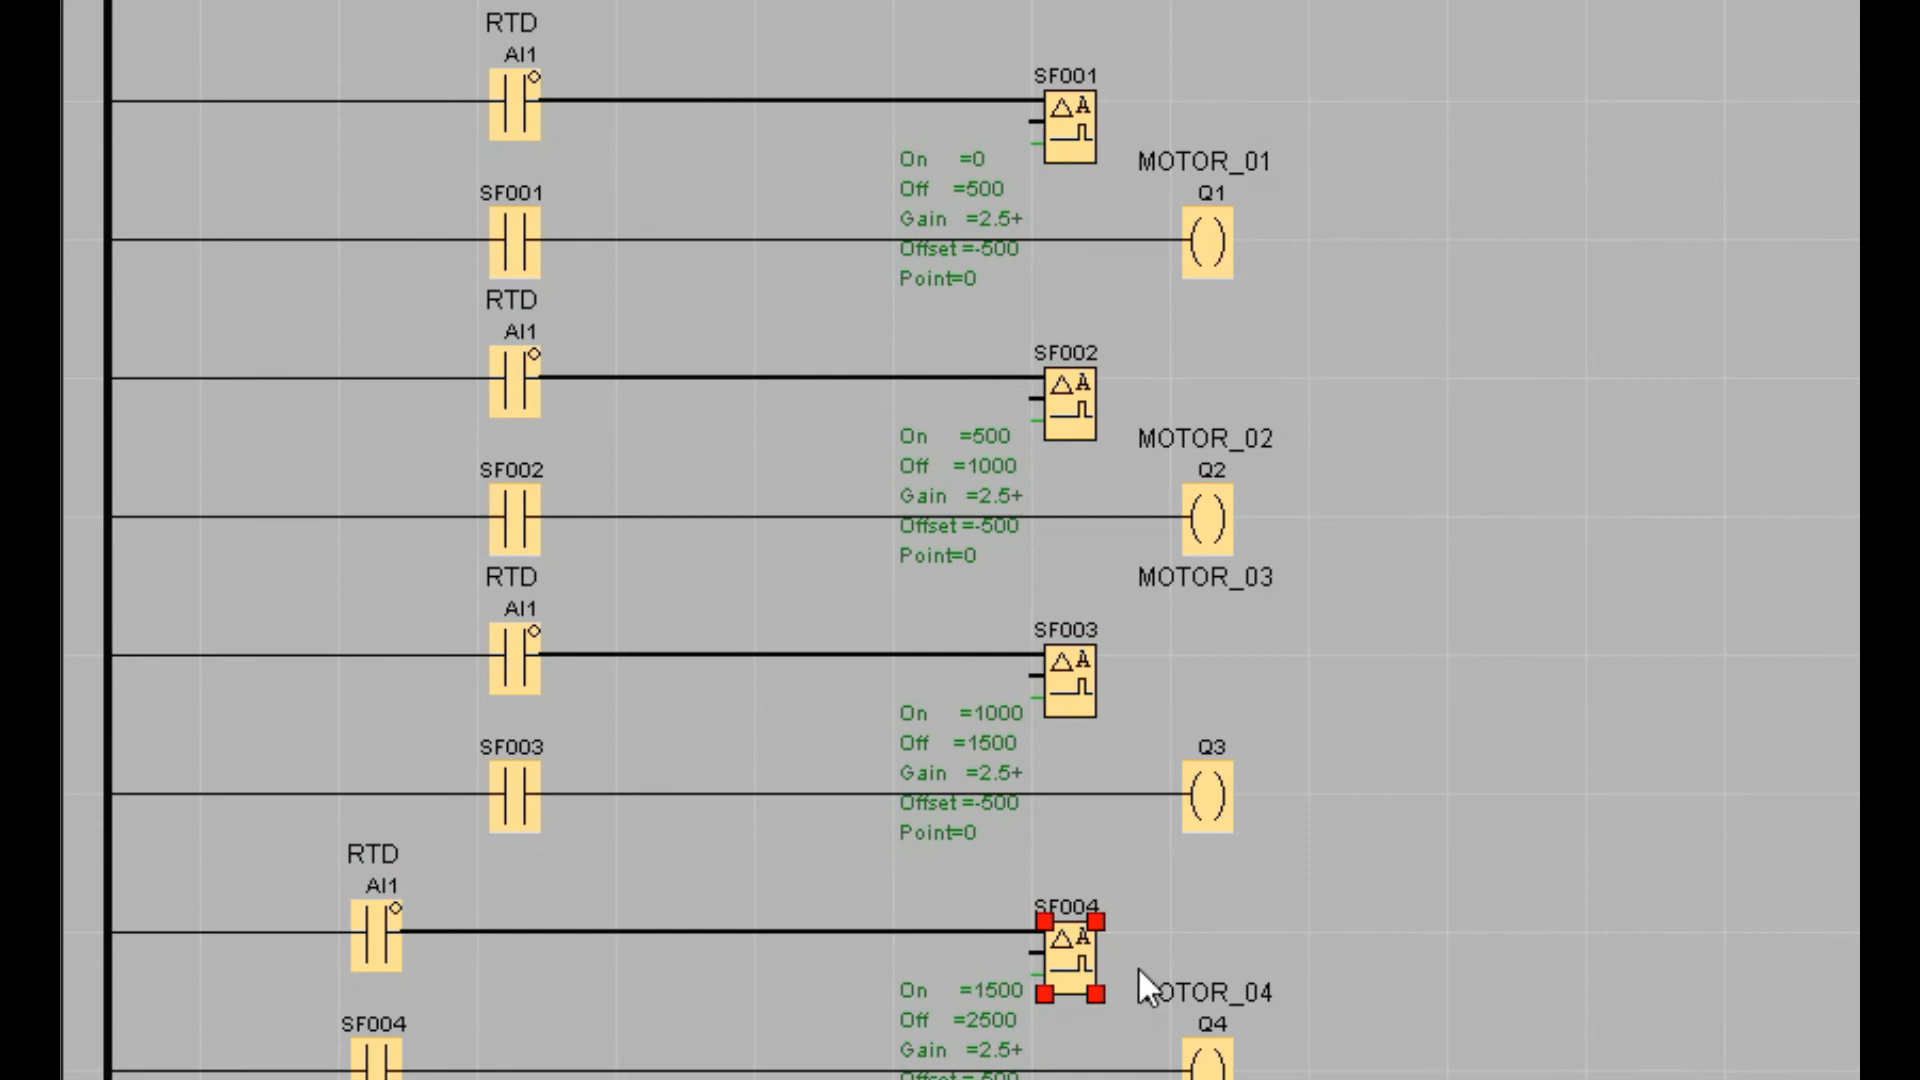 RTD
AI1
SF001
On =0
Off =500
Gain =2.5+
Offset =-500
Point=0
MOTOR_01
Q1
SF001
RTD
AI1
SF002
On =500
Off =1000
Gain =2.5+
Offset =-500
Point=0
MOTOR_02
Q2
SF002
RTD
AI1
MOTOR_03
SF003
On =1000
Off =1500
Gain =2.5+
Offset =-500
Point=0
Q3
SF003
RTD
AI1
SF004
On =1500
Off =2500
Gain =2.5+
Offset =-500
OTOR_04
Q4
SF004